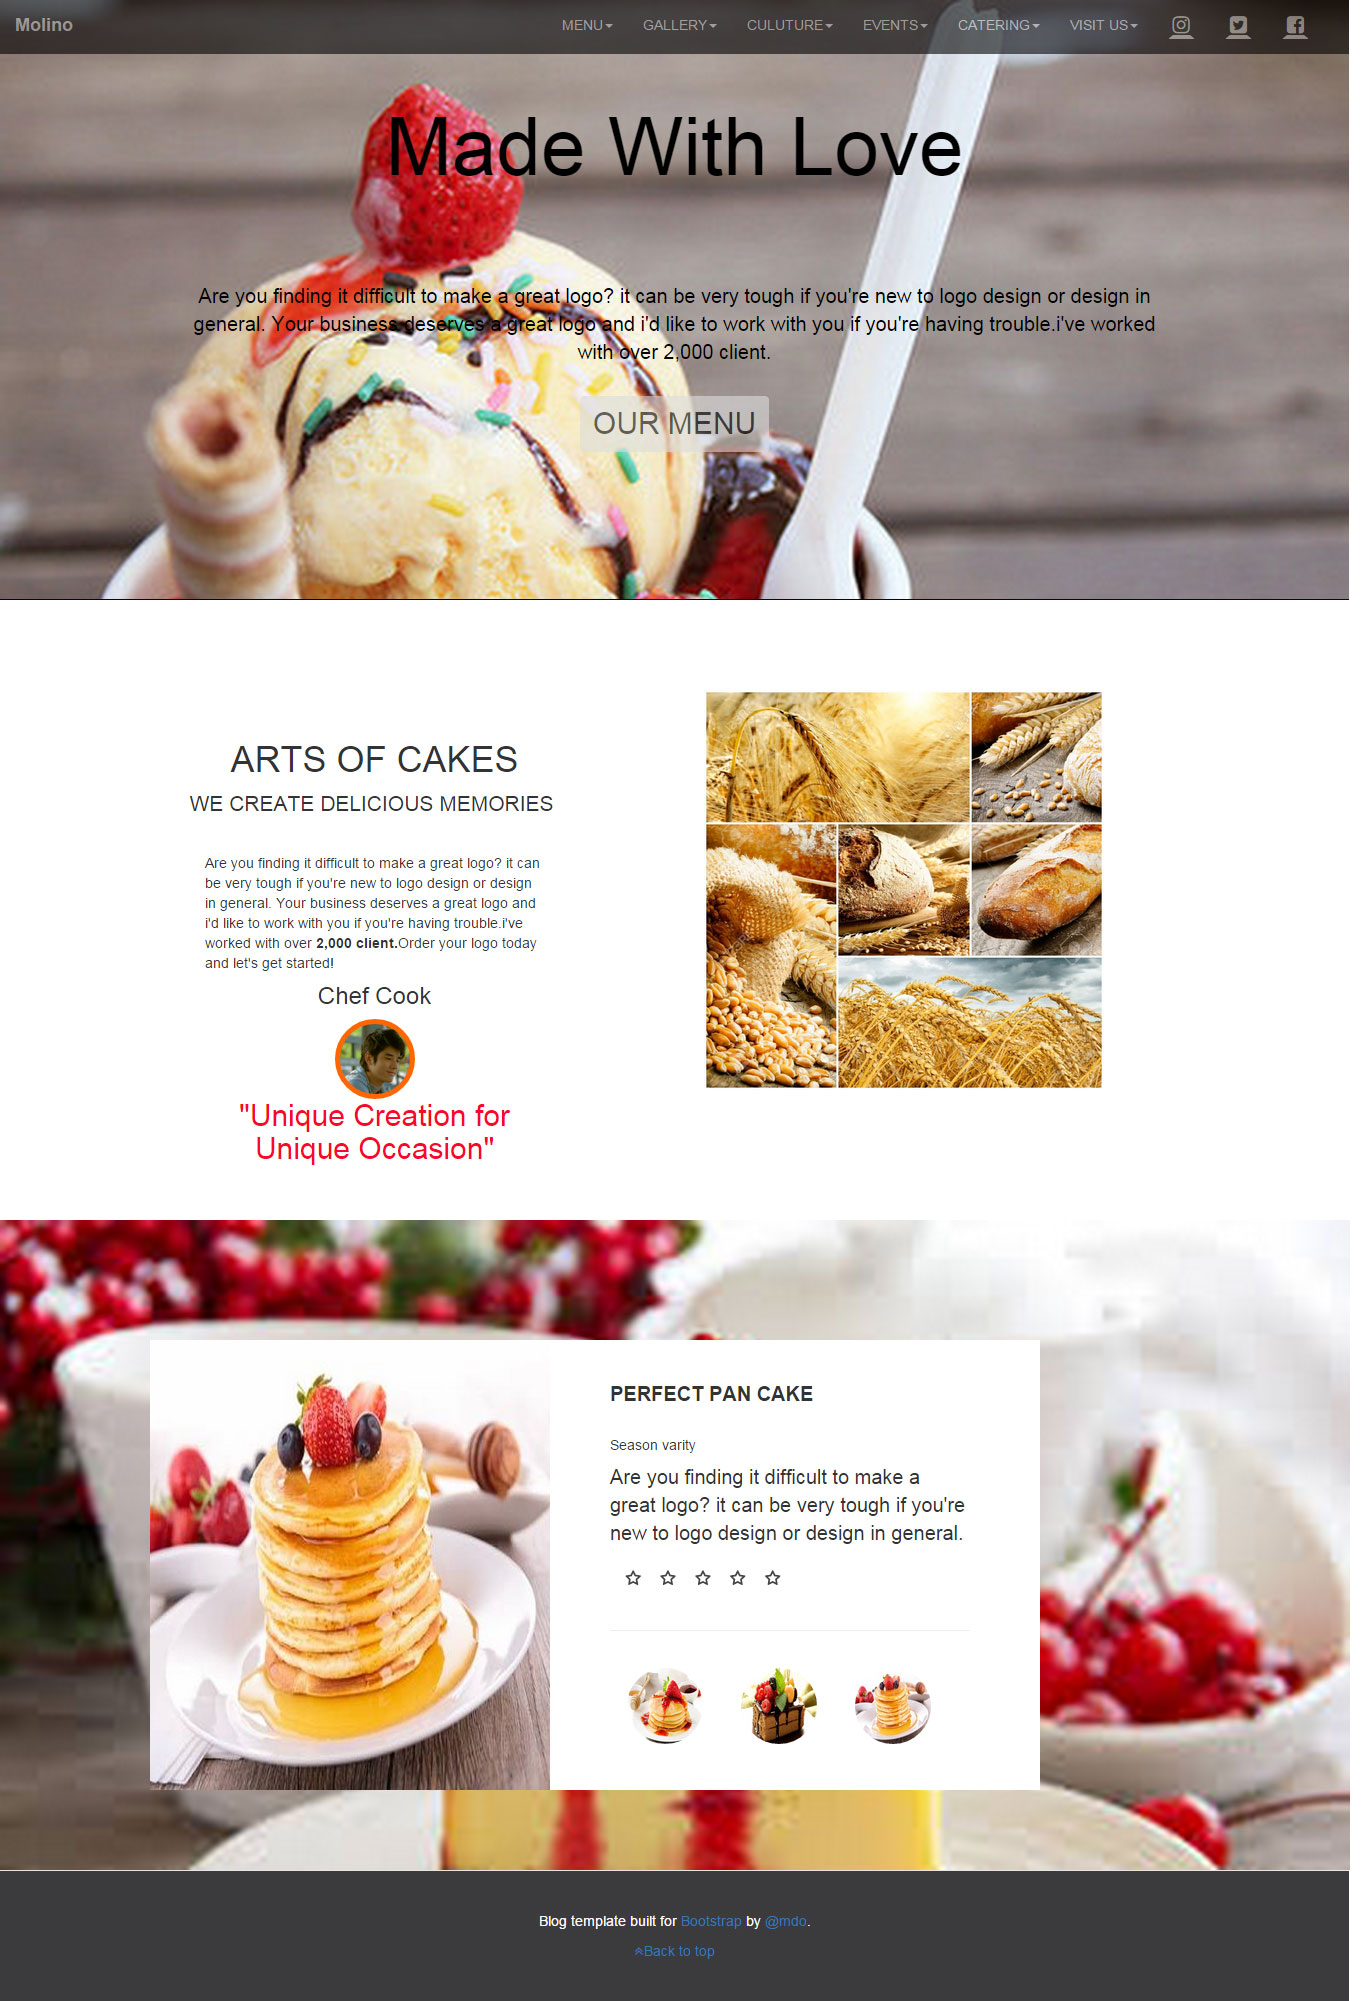 Molino
MENU
GALLERY
CULUTURE
EVENTS
CATERING
VISIT US
Made With Love
Are you finding it difficult to make a great logo? it can be very tough if you're new to logo design or design in
general. Your business deserves a great logo and i'd like to work with you if you're having trouble.i've worked
with over 2,000 client.
OUR MENU
ARTS OF CAKES
WE CREATE DELICIOUS MEMORIES
Are you finding it difficult to make a great logo? it can
be very tough if you're new to logo design or design
in general. Your business deserves a great logo and
i'd like to work with you if you're having trouble.i've
worked with over 2,000 client.Order your logo today
and let's get started!
Chef Cook
"Unique Creation for
Unique Occasion"
PERFECT PAN CAKE
Season varity
Are you finding it difficult to make a
great logo? it can be very tough if you're
new to logo design or design in general.
Blog template built for Bootstrap by @mdo.
Back to top